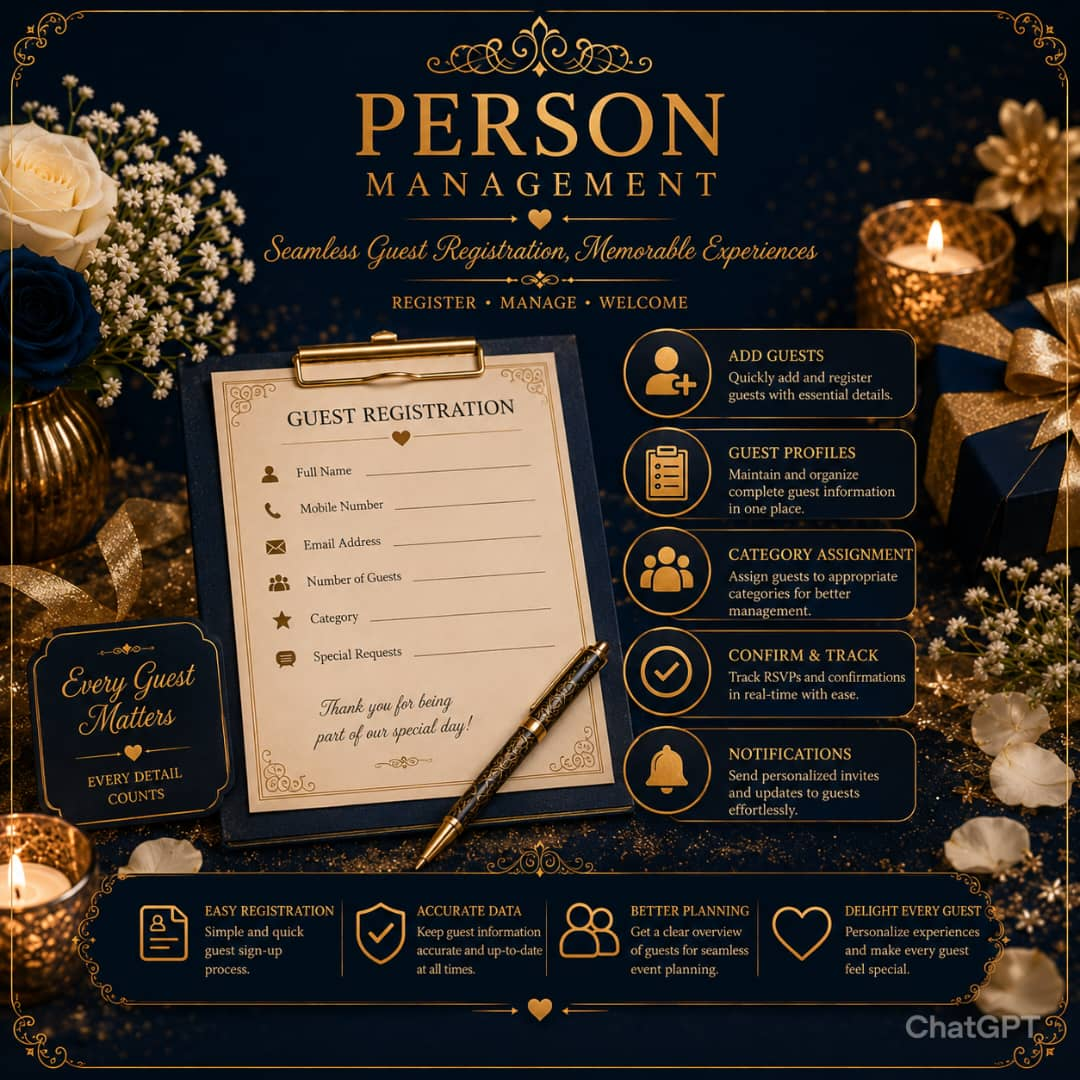 PERSON
MANAGEMENT
Seamless Guest Registration, Memorable Experiences
REGISTER • MANAGE • WELCOME
GUEST REGISTRATION
Full Name
Mobile Number
Email Address
Number of Guests
Category
Special Requests
Thank you for being
part of our special day!
Every Guest
Matters
EVERY DETAIL
COUNTS
ADD GUESTS
Quickly add and register
guests with essential details.
GUEST PROFILES
Maintain and organize
complete guest information
in one place.
CATEGORY ASSIGNMENT
Assign guests to appropriate
categories for better
management.
CONFIRM & TRACK
Track RSVPs and confirmations
in real-time with ease.
NOTIFICATIONS
Send personalized invites
and updates to guests
effortlessly.
EASY REGISTRATION
Simple and quick
guest sign-up
process.
ACCURATE DATA
Keep guest information
accurate and up-to-date
at all times.
BETTER PLANNING
Get a clear overview
of guests for seamless
event planning.
DELIGHT EVERY GUEST
Personalize experiences
and make every guest
feel special.
ChatGPT